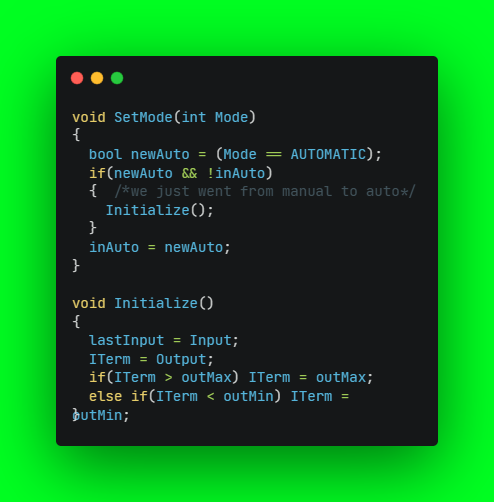 void SetMode(int Mode)
{
  bool newAuto = (Mode == AUTOMATIC);
  if(newAuto && !inAuto)
  {  /*we just went from manual to auto*/
    Initialize();
  }
  inAuto = newAuto;
}

void Initialize()
{
  lastInput = Input;
  ITerm = Output;
  if(ITerm > outMax) ITerm = outMax;
  else if(ITerm < outMin) ITerm =
outMin;
}